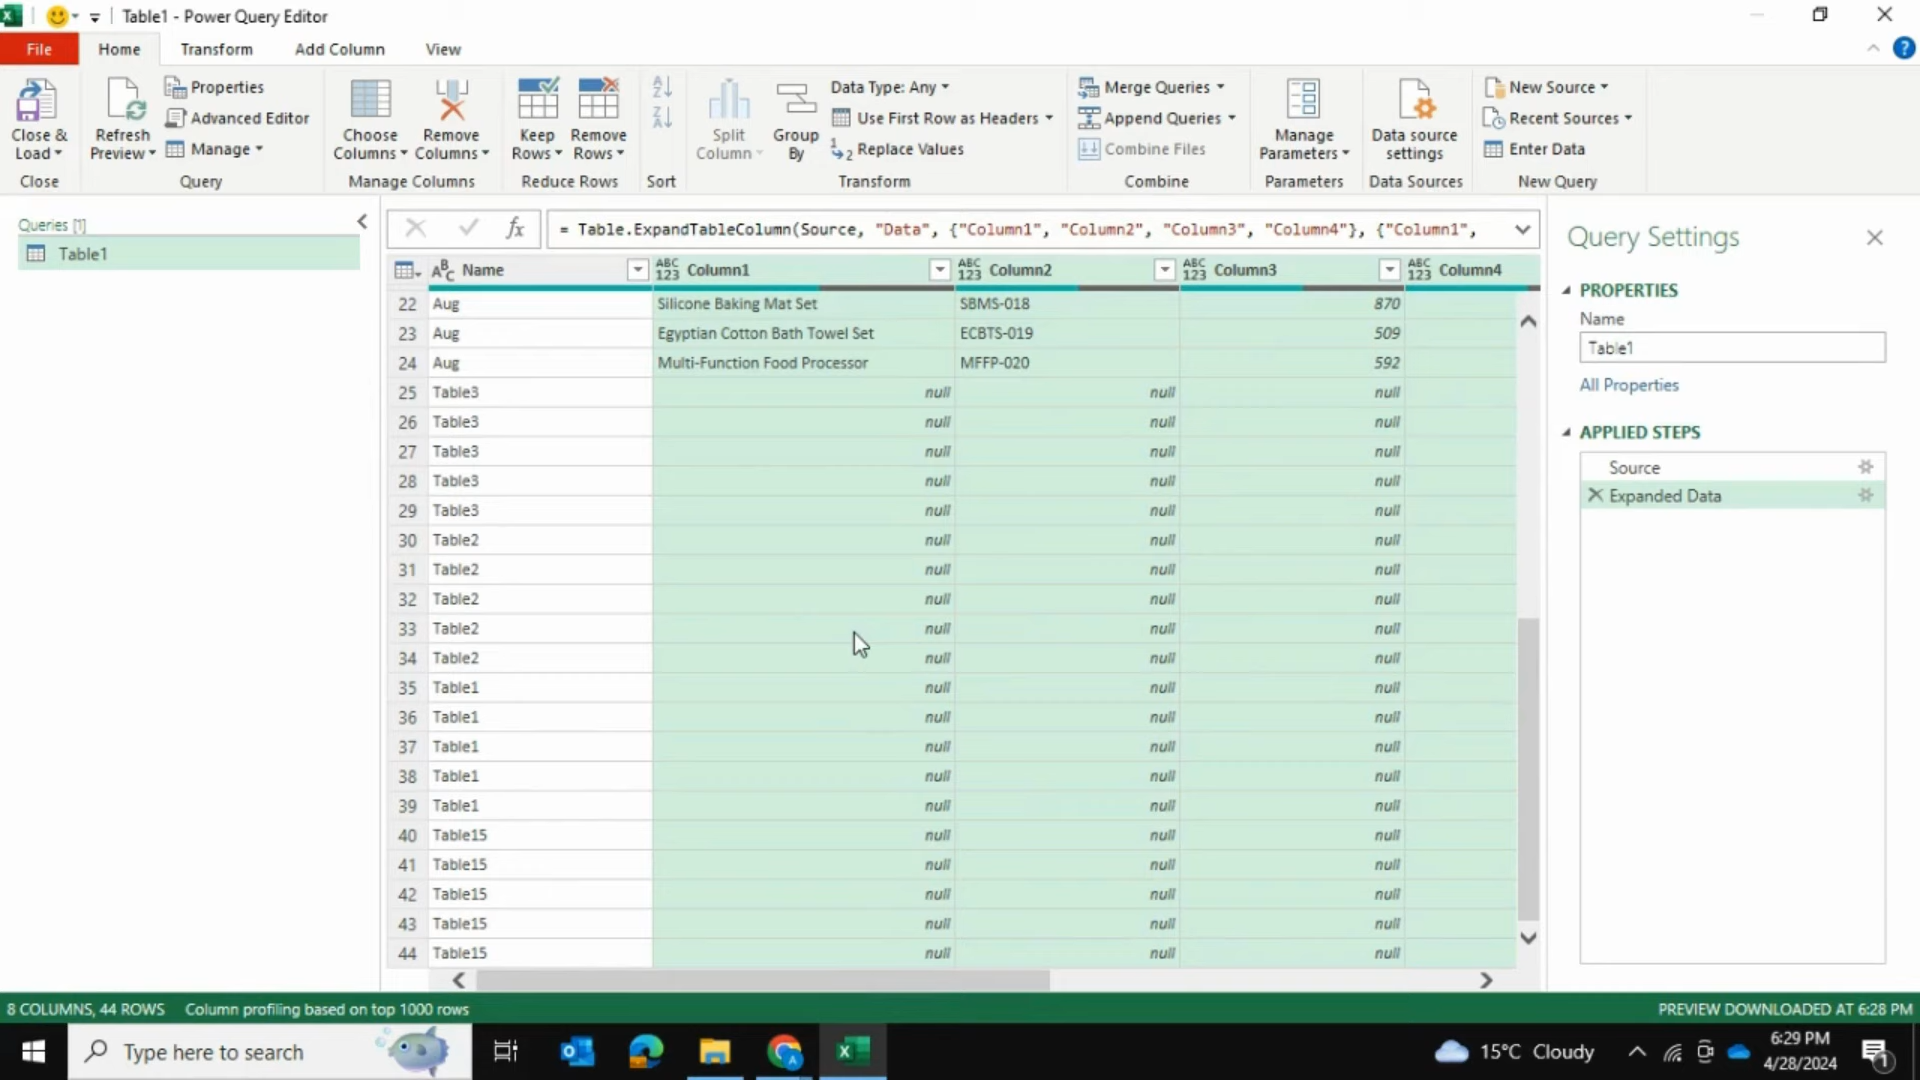 Table1 - Power Query Editor
File
Home
Transform
Add Column
View
Close & Load
Refresh Preview
Properties
Advanced Editor
Manage
Choose Columns
Remove Columns
Keep Rows
Remove Rows
Split Column
Group By
Data Type: Any
Use First Row as Headers
Replace Values
Merge Queries
Append Queries
Combine Files
Manage Parameters
Data source settings
New Source
Recent Sources
Enter Data
Close
Query
Manage Columns
Reduce Rows
Sort
Transform
Combine
Parameters
Data Sources
New Query
Queries [1]
Table1
fx = Table.ExpandTableColumn(Source, "Data", {"Column1", "Column2", "Column3", "Column4"}, {"Column1",
ABC Name ABC 123 Column1 ABC 123 Column2 ABC 123 Column3 ABC 123 Column4
22 Aug Silicone Baking Mat Set SBMS-018 870
23 Aug Egyptian Cotton Bath Towel Set ECBTS-019 509
24 Aug Multi-Function Food Processor MFFP-020 592
25 Table3 null null null
26 Table3 null null null
27 Table3 null null null
28 Table3 null null null
29 Table3 null null null
30 Table2 null null null
31 Table2 null null null
32 Table2 null null null
33 Table2 null null null
34 Table2 null null null
35 Table1 null null null
36 Table1 null null null
37 Table1 null null null
38 Table1 null null null
39 Table1 null null null
40 Table15 null null null
41 Table15 null null null
42 Table15 null null null
43 Table15 null null null
44 Table15 null null null
Query Settings
PROPERTIES
Name
Table1
All Properties
APPLIED STEPS
Source
Expanded Data
8 COLUMNS, 44 ROWS Column profiling based on top 1000 rows
PREVIEW DOWNLOADED AT 6:28 PM
Type here to search
15°C Cloudy
6:29 PM
4/28/2024
1